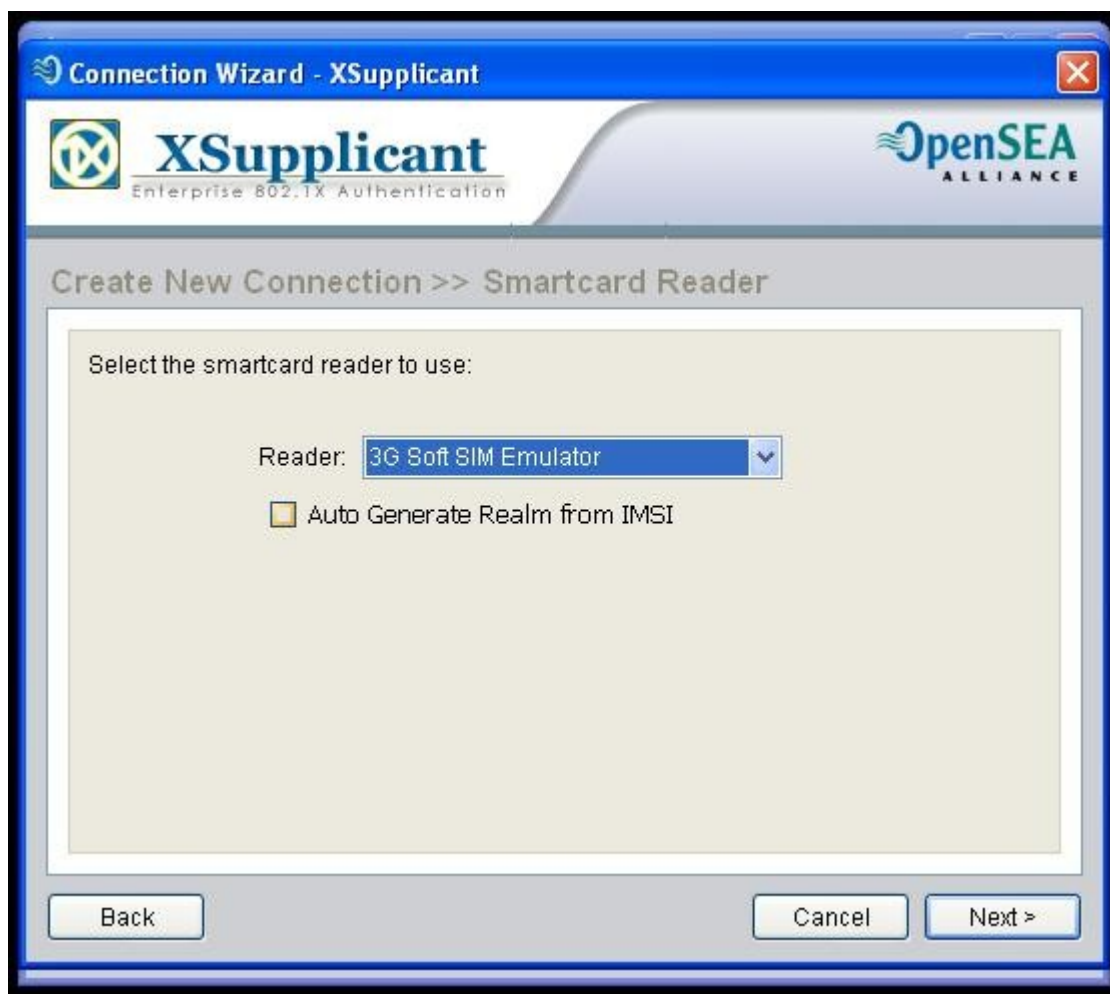 Connection Wizard - XSupplicant
1X XSupplicant
Enterprise 802.1X Authentication
OpenSEA
ALLIANCE
Create New Connection >> Smartcard Reader
Select the smartcard reader to use:
Reader: 3G Soft SIM Emulator
Auto Generate Realm from IMSI
Back Cancel Next >